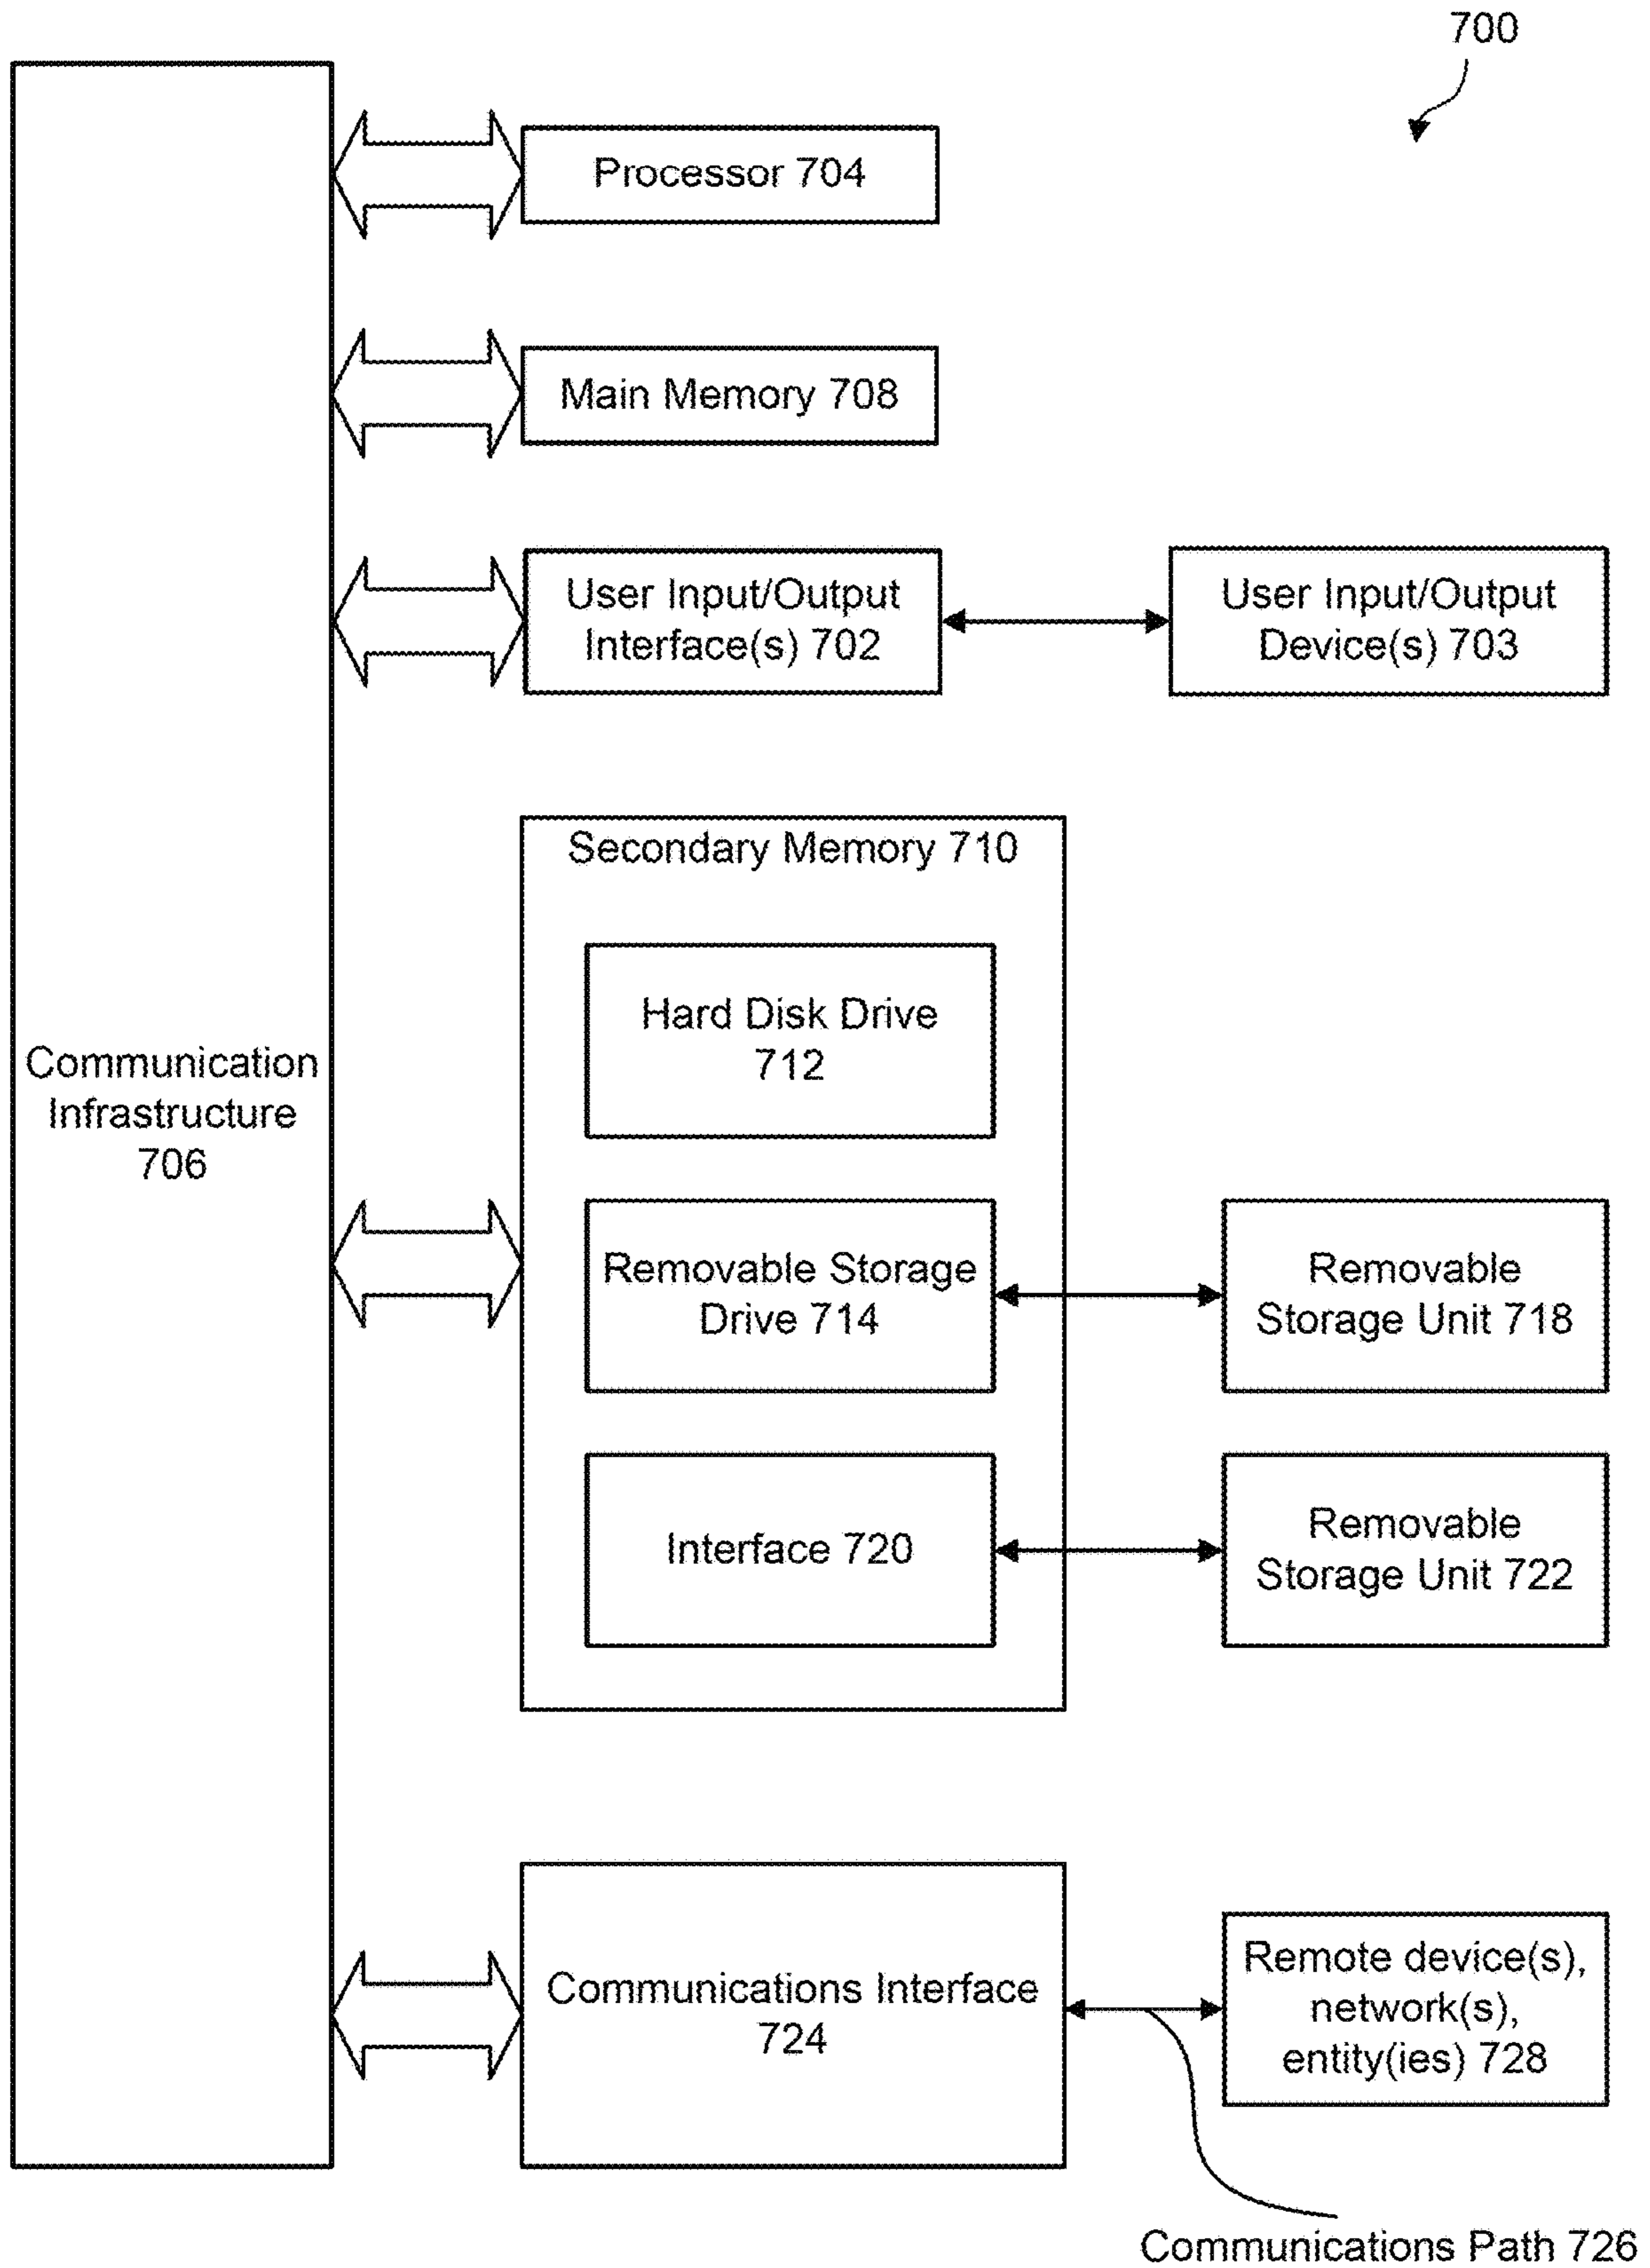 700
Processor 704
Main Memory 708
User Input/Output
Interface(s) 702
User Input/Output
Device(s) 703
Secondary Memory 710
Hard Disk Drive
712
Communication
Infrastructure
706
Removable Storage
Drive 714
Removable
Storage Unit 718
Interface 720
Removable
Storage Unit 722
Communications Interface
724
Remote device(s),
network(s),
entity(ies) 728
Communications Path 726